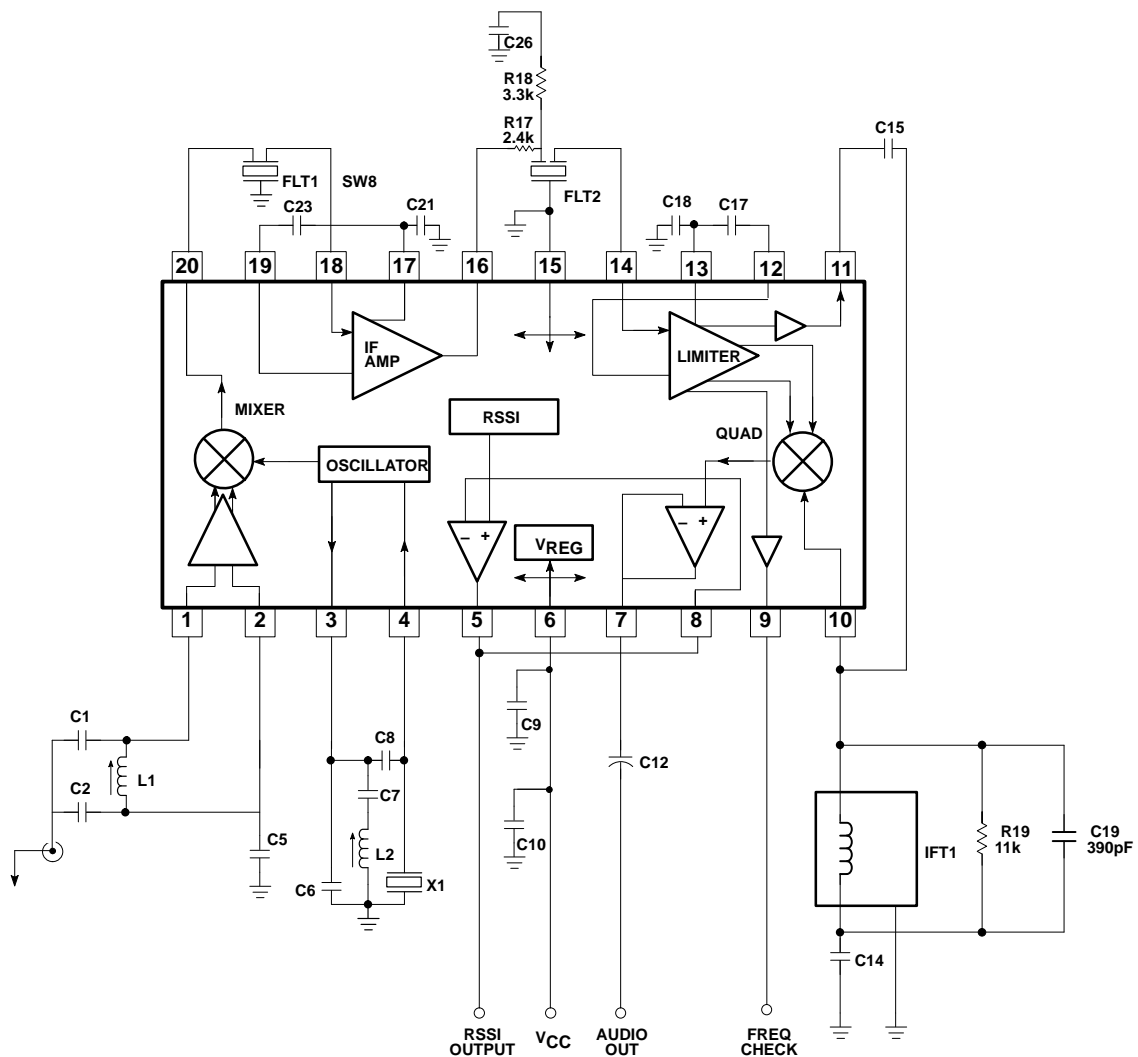 C26
R18
3.3k
R17
2.4k
C15
FLT1
SW8
FLT2
C23
C21
C18
C17
20
19
18
17
16
15
14
13
12
11
IF
AMP
LIMITER
MIXER
RSSI
QUAD
OSCILLATOR
– +
– +
VREG
1
2
3
4
5
6
7
8
9
10
C1
C2
L1
C5
C8
C7
L2
C6
X1
C9
C10
C12
IFT1
R19
11k
C19
390pF
C14
RSSI
OUTPUT
VCC
AUDIO
OUT
FREQ
CHECK